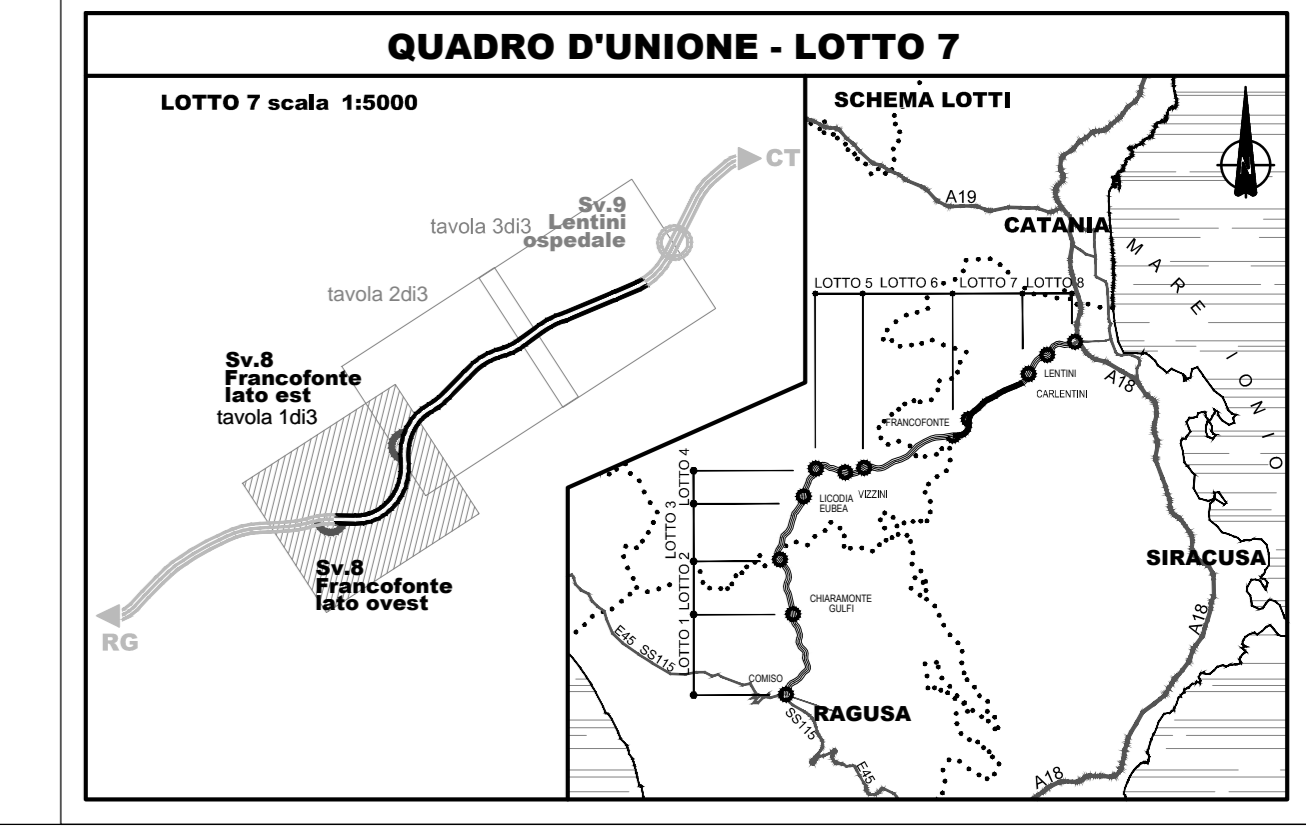 QUADRO D'UNIONE - LOTTO 7
LOTTO 7 scala 1:5000
CT
Sv.9
Lentini
ospedale
tavola 3di3
tavola 2di3
Sv.8
Francofonte
lato est
tavola 1di3
Sv.8
Francofonte
lato ovest
RG
SCHEMA LOTTI
A19
CATANIA
MARE IONIO
LOTTO 5
LOTTO 6
LOTTO 7
LOTTO 8
LENTINI
CARLENTINI
A18
FRANCOFONTE
LOTTO 4
LOTTO 3
LOTTO 2
LOTTO 1
LICODIA
EUBEA
VIZZINI
SIRACUSA
CHIARAMONTE
GULFI
E45 SS115
A18
COMISO
RAGUSA
SS115
E45
A18